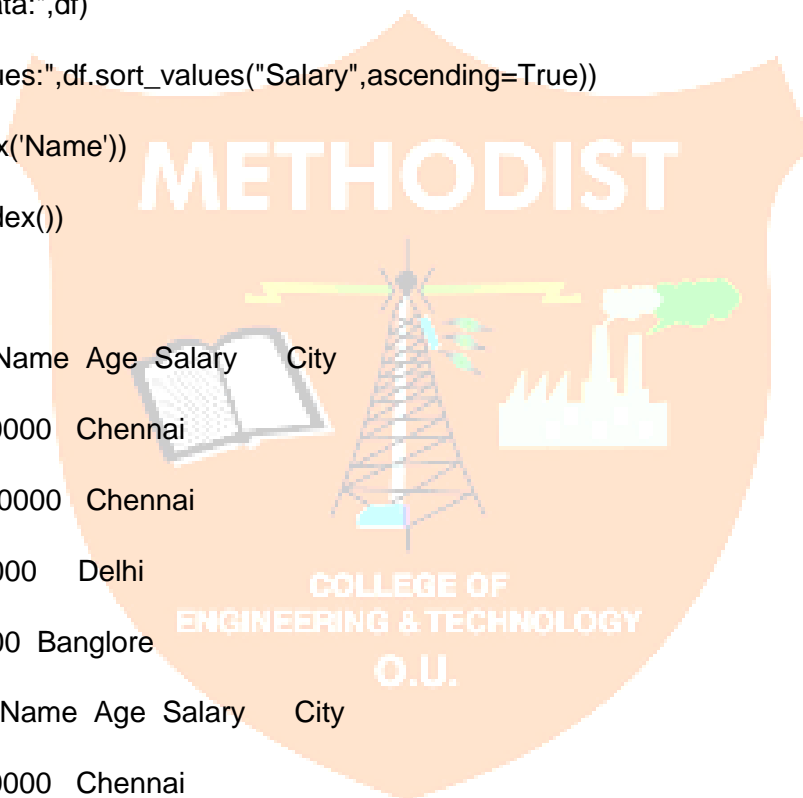 ata:",df)
ues:",df.sort_values("Salary",ascending=True))
x('Name'))
METHODIST
dex())
Name Age Salary City
0000 Chennai
0000 Chennai
000 Delhi
COLLEGE OF
ENGINEERING & TECHNOLOGY
00 Banglore
O.U.
Name Age Salary City
0000 Chennai